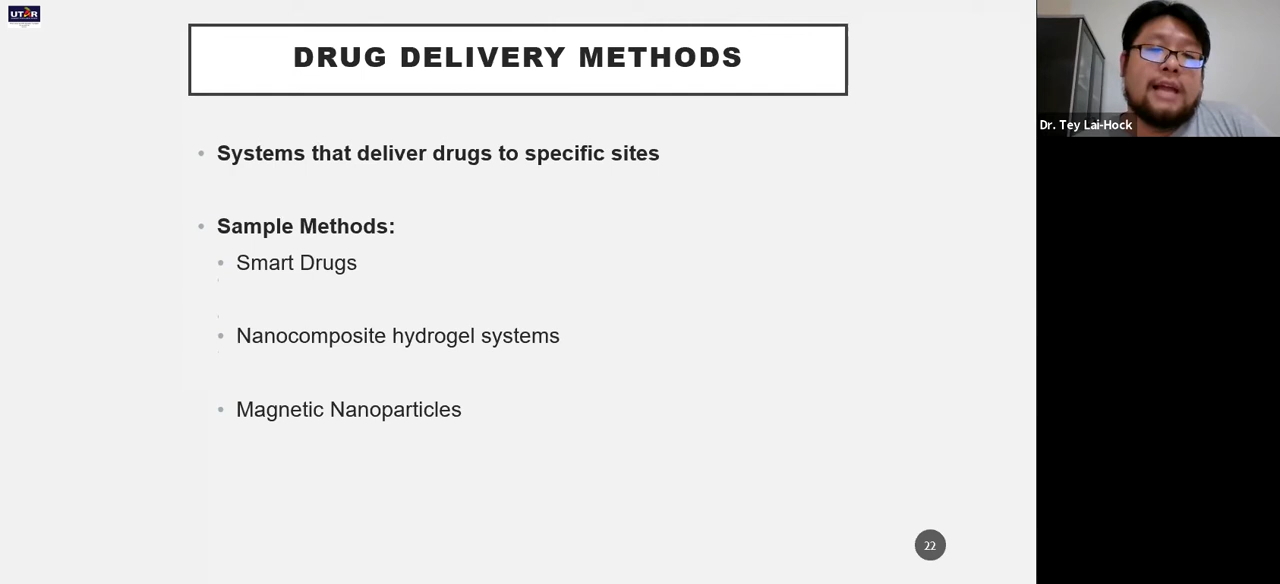 UTAR
DRUG DELIVERY METHODS
Dr. Tey Lai-Hock
• Systems that deliver drugs to specific sites
• Sample Methods:
• Smart Drugs
• Nanocomposite hydrogel systems
• Magnetic Nanoparticles
22